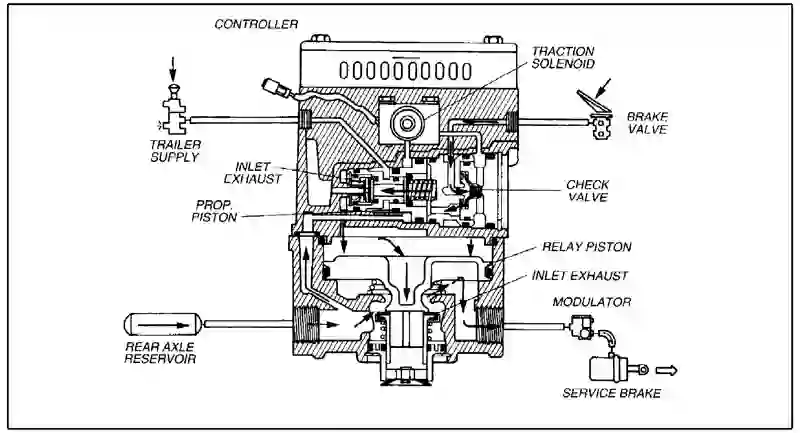 CONTROLLER
TRACTION
SOLENOID
TRAILER
SUPPLY
BRAKE
VALVE
INLET
EXHAUST
CHECK
VALVE
PROP.
PISTON
RELAY PISTON
INLET EXHAUST
MODULATOR
REAR AXLE
RESERVOIR
SERVICE BRAKE